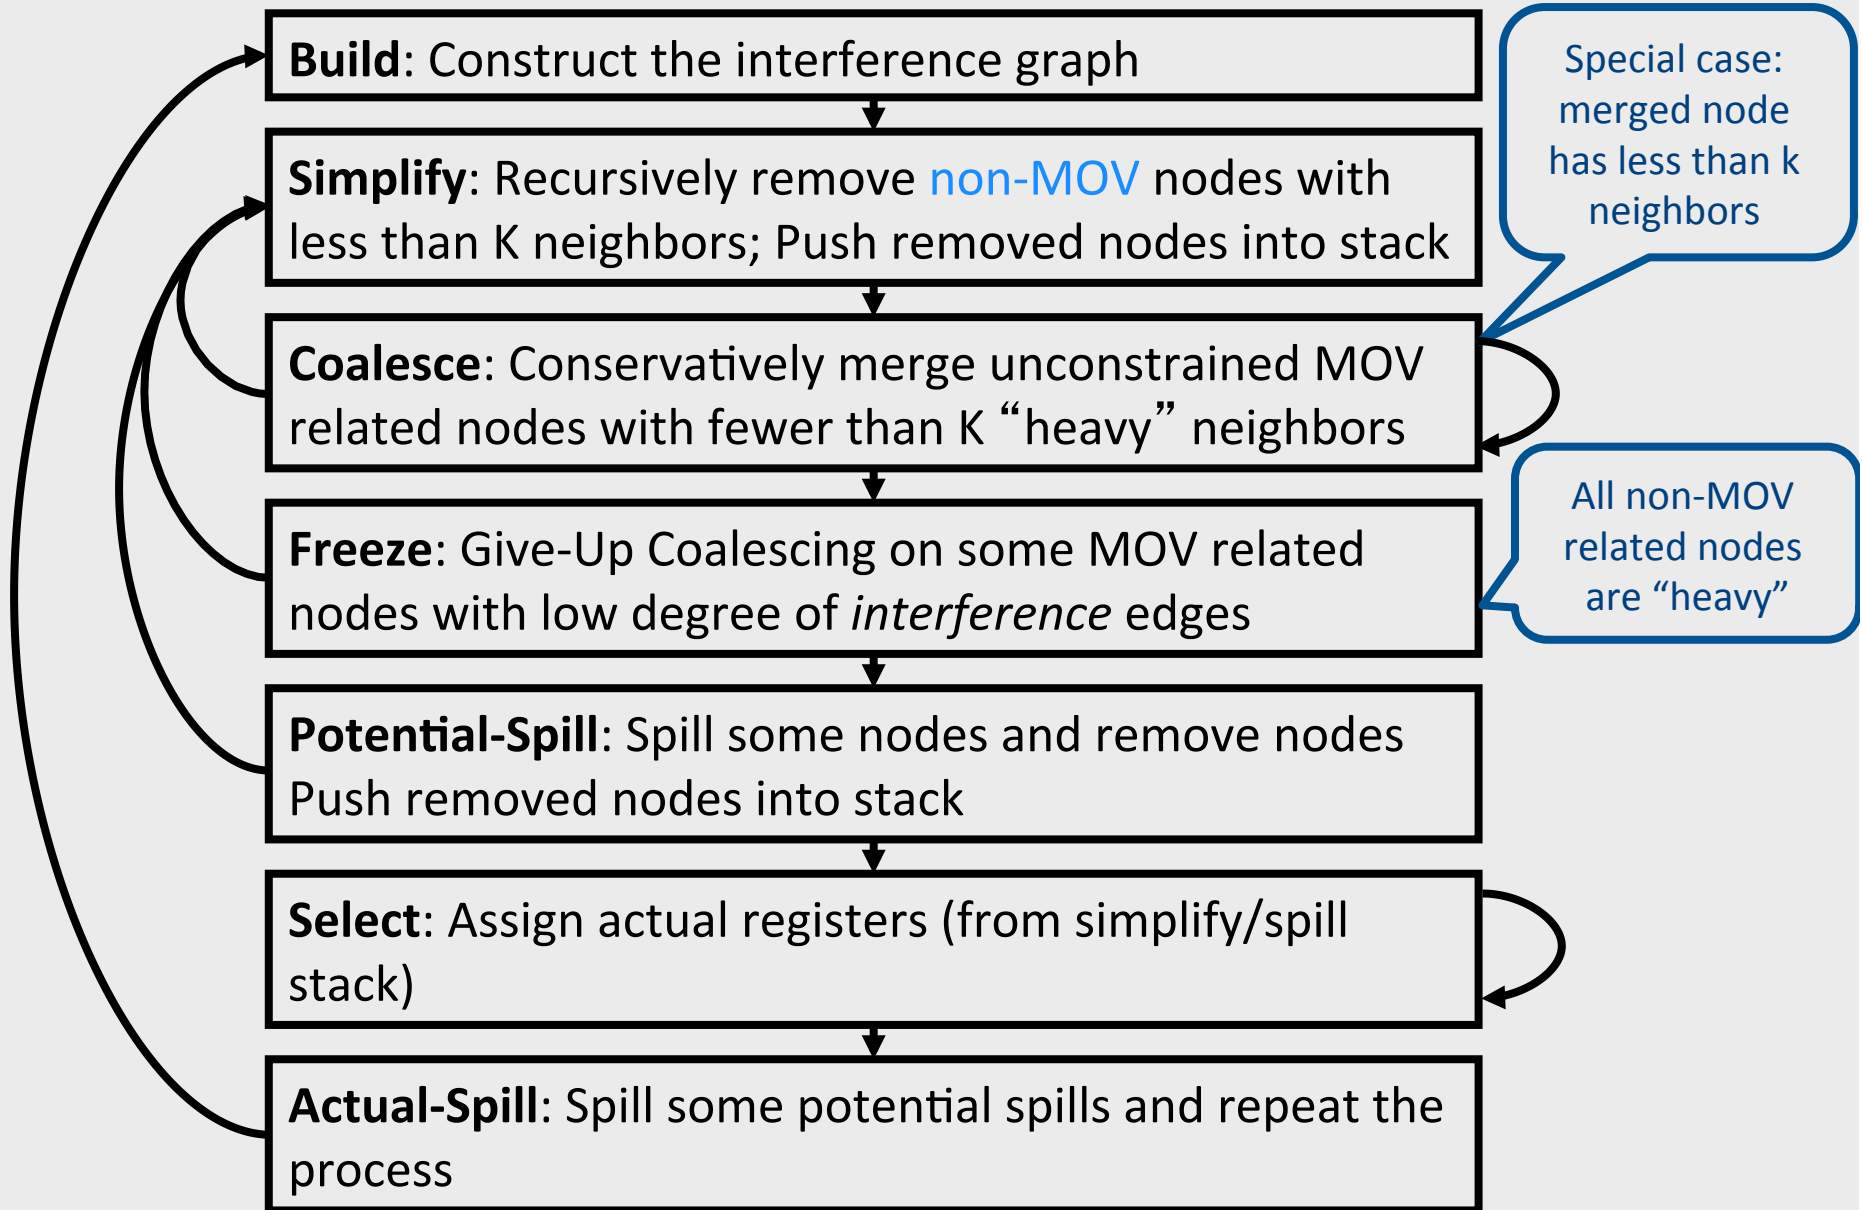 Build: Construct the interference graph
Special case:
merged node
has less than k
neighbors
Simplify: Recursively remove non-MOV nodes with
less than K neighbors; Push removed nodes into stack
Coalesce: Conservatively merge unconstrained MOV
related nodes with fewer than K “heavy” neighbors
All non-MOV
related nodes
are “heavy”
Freeze: Give-Up Coalescing on some MOV related
nodes with low degree of interference edges
Potential-Spill: Spill some nodes and remove nodes
Push removed nodes into stack
Select: Assign actual registers (from simplify/spill
stack)
Actual-Spill: Spill some potential spills and repeat the
process